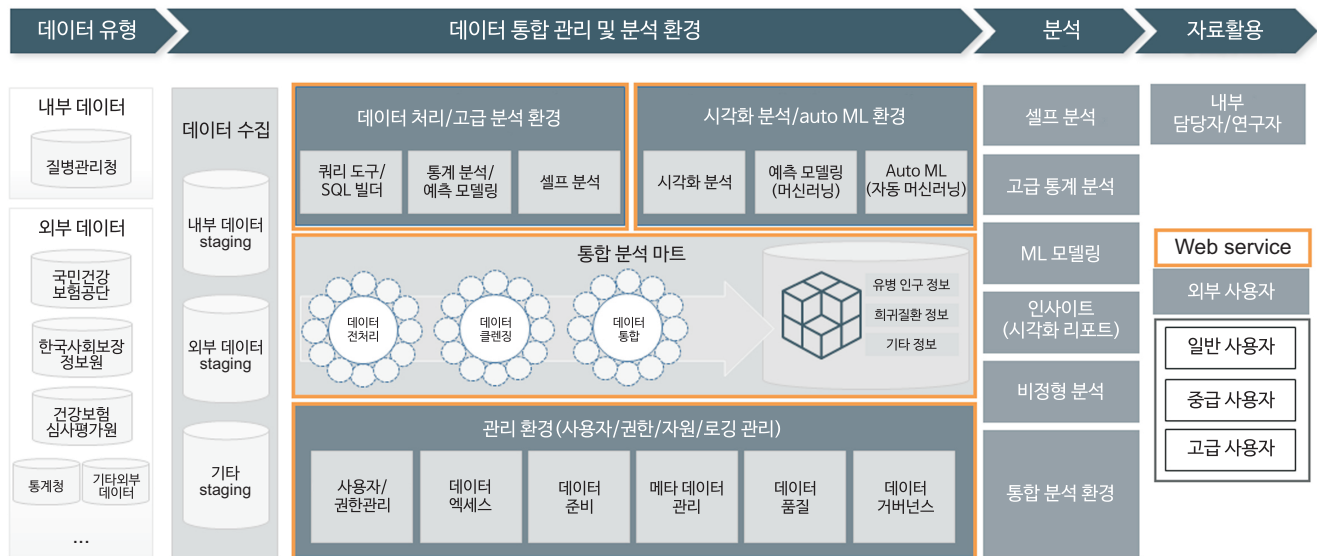 데이터 유형
데이터 통합 관리 및 분석 환경
분석
자료활용
내부 데이터
질병관리청
외부 데이터
국민건강
보험공단
한국사회보장
정보원
건강보험
심사평가원
통계청
기타외부
데이터
...
데이터 수집
내부 데이터
staging
외부 데이터
staging
기타
staging
데이터 처리/고급 분석 환경
쿼리 도구/
SQL 빌더
통계 분석/
예측 모델링
셀프 분석
시각화 분석/auto ML 환경
시각화 분석
예측 모델링
(머신러닝)
Auto ML
(자동 머신러닝)
통합 분석 마트
데이터
전처리
데이터
클렌징
데이터
통합
유병 인구 정보
희귀질환 정보
기타 정보
관리 환경(사용자/권한/자원/로깅 관리)
사용자/
권한관리
데이터
엑세스
데이터
준비
메타 데이터
관리
데이터
품질
데이터
거버넌스
셀프 분석
고급 통계 분석
ML 모델링
인사이트
(시각화 리포트)
비정형 분석
통합 분석 환경
내부
담당자/연구자
Web service
외부 사용자
일반 사용자
중급 사용자
고급 사용자